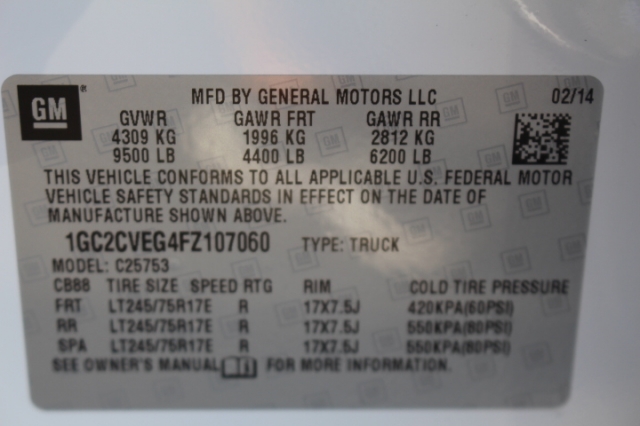 GM ® MFD BY GENERAL MOTORS LLC 02/14
GVWR GAWR FRT GAWR RR
4309 KG 1996 KG 2812 KG
9500 LB 4400 LB 6200 LB
THIS VEHICLE CONFORMS TO ALL APPLICABLE U.S. FEDERAL MOTOR
VEHICLE SAFETY STANDARDS IN EFFECT ON THE DATE OF
MANUFACTURE SHOWN ABOVE.
1GC2CVEG4FZ107060 TYPE: TRUCK
MODEL: C25753
CB88 TIRE SIZE SPEED RTG RIM COLD TIRE PRESSURE
FRT LT245/75R17E R 17X7.5J 420KPA(60PSI)
RR LT245/75R17E R 17X7.5J 550KPA(80PSI)
SPA LT245/75R17E R 17X7.5J 550KPA(80PSI)
SEE OWNER'S MANUAL FOR MORE INFORMATION.